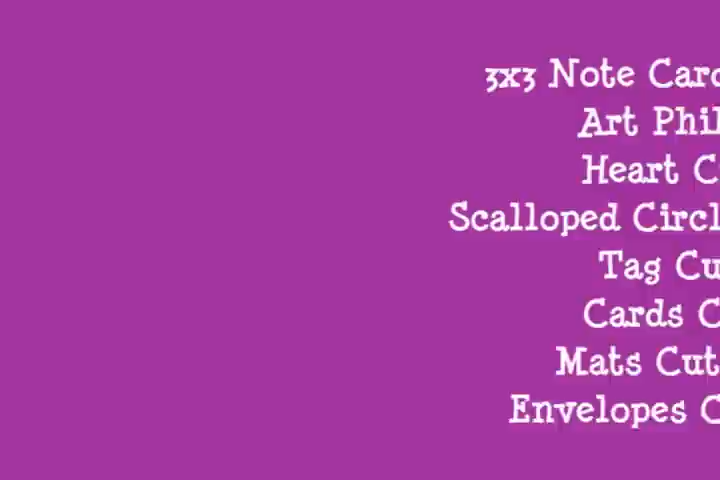 3x3 Note Card
Art Phil
Heart C
Scalloped Circl
Tag Cu
Cards C
Mats Cut
Envelopes C